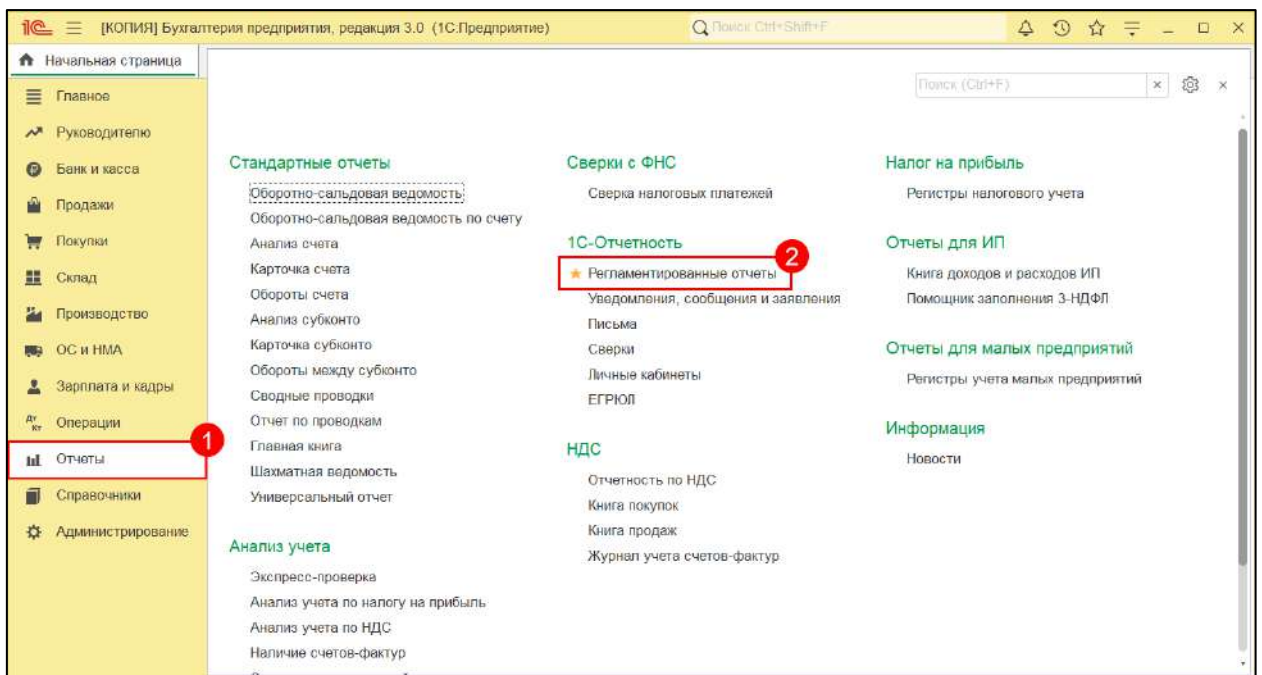 1С [КОПИЯ] Бухгалтерия предприятия, редакция 3.0 (1С:Предприятие) Поиск Ctrl+Shift+F
Начальная страница
Главное
Руководителю
Банк и касса
Продажи
Покупки
Склад
Производство
ОС и НМА
Зарплата и кадры
Дт Кт Операции
1
Отчеты
Справочники
Администрирование
Поиск (Ctrl+F)
Стандартные отчеты
Оборотно-сальдовая ведомость
Оборотно-сальдовая ведомость по счету
Анализ счета
Карточка счета
Обороты счета
Анализ субконто
Карточка субконто
Обороты между субконто
Сводные проводки
Отчет по проводкам
Главная книга
Шахматная ведомость
Универсальный отчет
Анализ учета
Экспресс-проверка
Анализ учета по налогу на прибыль
Анализ учета по НДС
Наличие счетов-фактур
Сверки с ФНС
Сверка налоговых платежей
1С-Отчетность
2
Регламентированные отчеты
Уведомления, сообщения и заявления
Письма
Сверки
Личные кабинеты
ЕГРЮЛ
НДС
Отчетность по НДС
Книга покупок
Книга продаж
Журнал учета счетов-фактур
Налог на прибыль
Регистры налогового учета
Отчеты для ИП
Книга доходов и расходов ИП
Помощник заполнения 3-НДФЛ
Отчеты для малых предприятий
Регистры учета малых предприятий
Информация
Новости